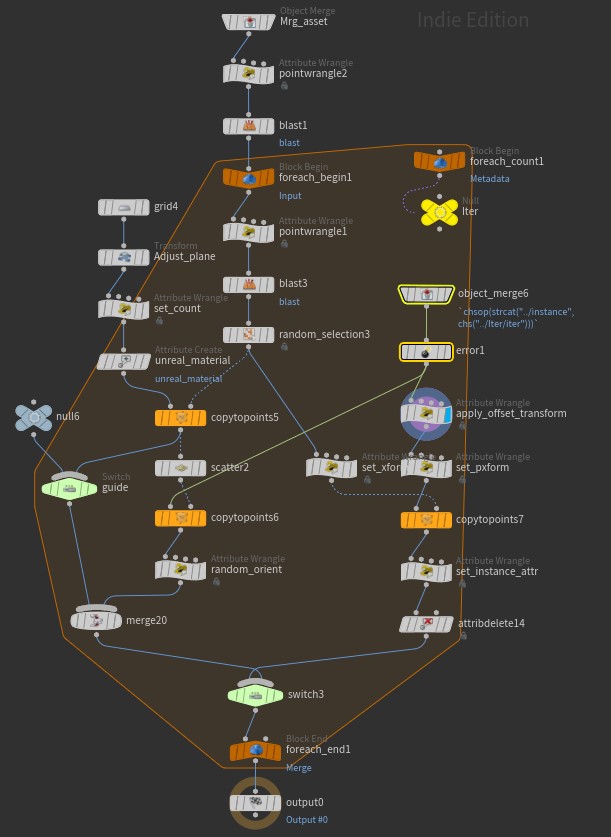 Object Merge
Mrg_asset
Indie Edition
Attribute Wrangle
pointwrangle2
blast1
blast
Block Begin
foreach_count1
Metadata
Block Begin
foreach_begin1
Input
Null
Iter
grid4
Attribute Wrangle
pointwrangle1
Transform
Adjust_plane
blast3
blast
object_merge6
`chsop(strcat("../instance",
chs("../Iter/iter")))`
Attribute Wrangle
set_count
random_selection3
error1
Attribute Create
unreal_material
unreal_material
Attribute Wrangle
apply_offset_transform
null6
copytopoints5
Switch
guide
scatter2
Attribute
set_xform
Attribute Wrangle
set_pxform
copytopoints6
copytopoints7
Attribute Wrangle
random_orient
Attribute Wrangle
set_instance_attr
merge20
attribdelete14
switch3
Block End
foreach_end1
Merge
output0
Output #0